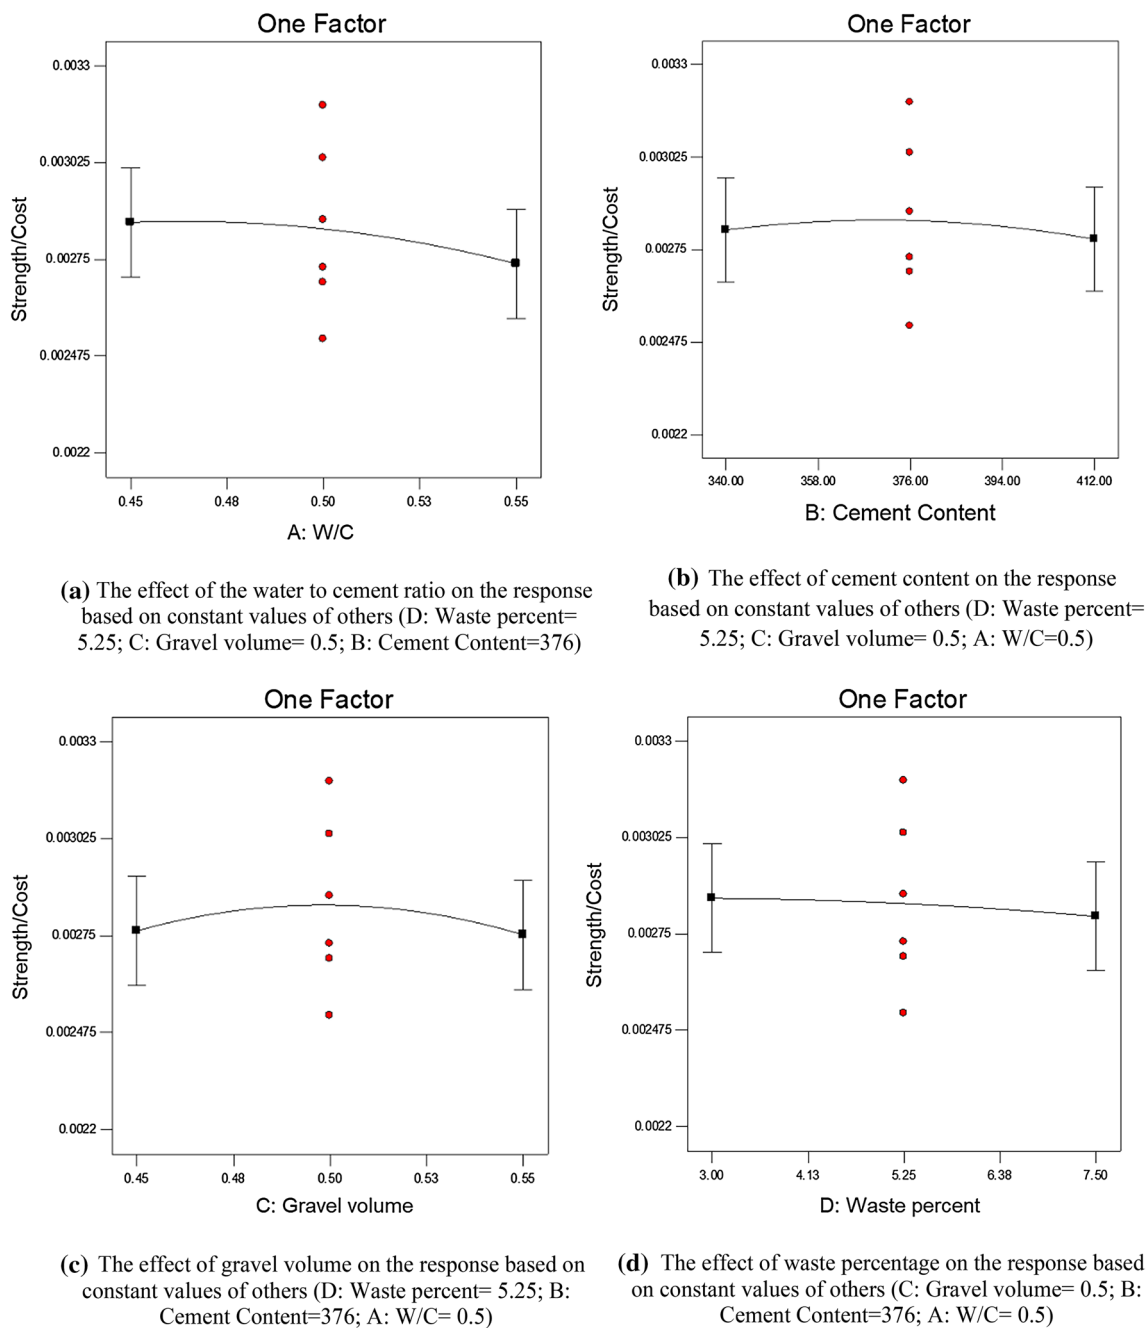 One Factor
0.0033
0.003025
0.00275
0.002475
0.0022
Strength/Cost
0.45 0.48 0.50 0.53 0.55
A: W/C
(a) The effect of the water to cement ratio on the response
based on constant values of others (D: Waste percent=
5.25; C: Gravel volume= 0.5; B: Cement Content=376)
One Factor
0.0033
0.003025
0.00275
0.002475
0.0022
Strength/Cost
340.00 358.00 376.00 394.00 412.00
B: Cement Content
(b) The effect of cement content on the response
based on constant values of others (D: Waste percent=
5.25; C: Gravel volume= 0.5; A: W/C=0.5)
One Factor
0.0033
0.003025
0.00275
0.002475
0.0022
Strength/Cost
0.45 0.48 0.50 0.53 0.55
C: Gravel volume
(c) The effect of gravel volume on the response based on
constant values of others (D: Waste percent= 5.25; B:
Cement Content=376; A: W/C= 0.5)
One Factor
0.0033
0.003025
0.00275
0.002475
0.0022
Strength/Cost
3.00 4.13 5.25 6.38 7.50
D: Waste percent
(d) The effect of waste percentage on the response based
on constant values of others (C: Gravel volume= 0.5; B:
Cement Content=376; A: W/C= 0.5)